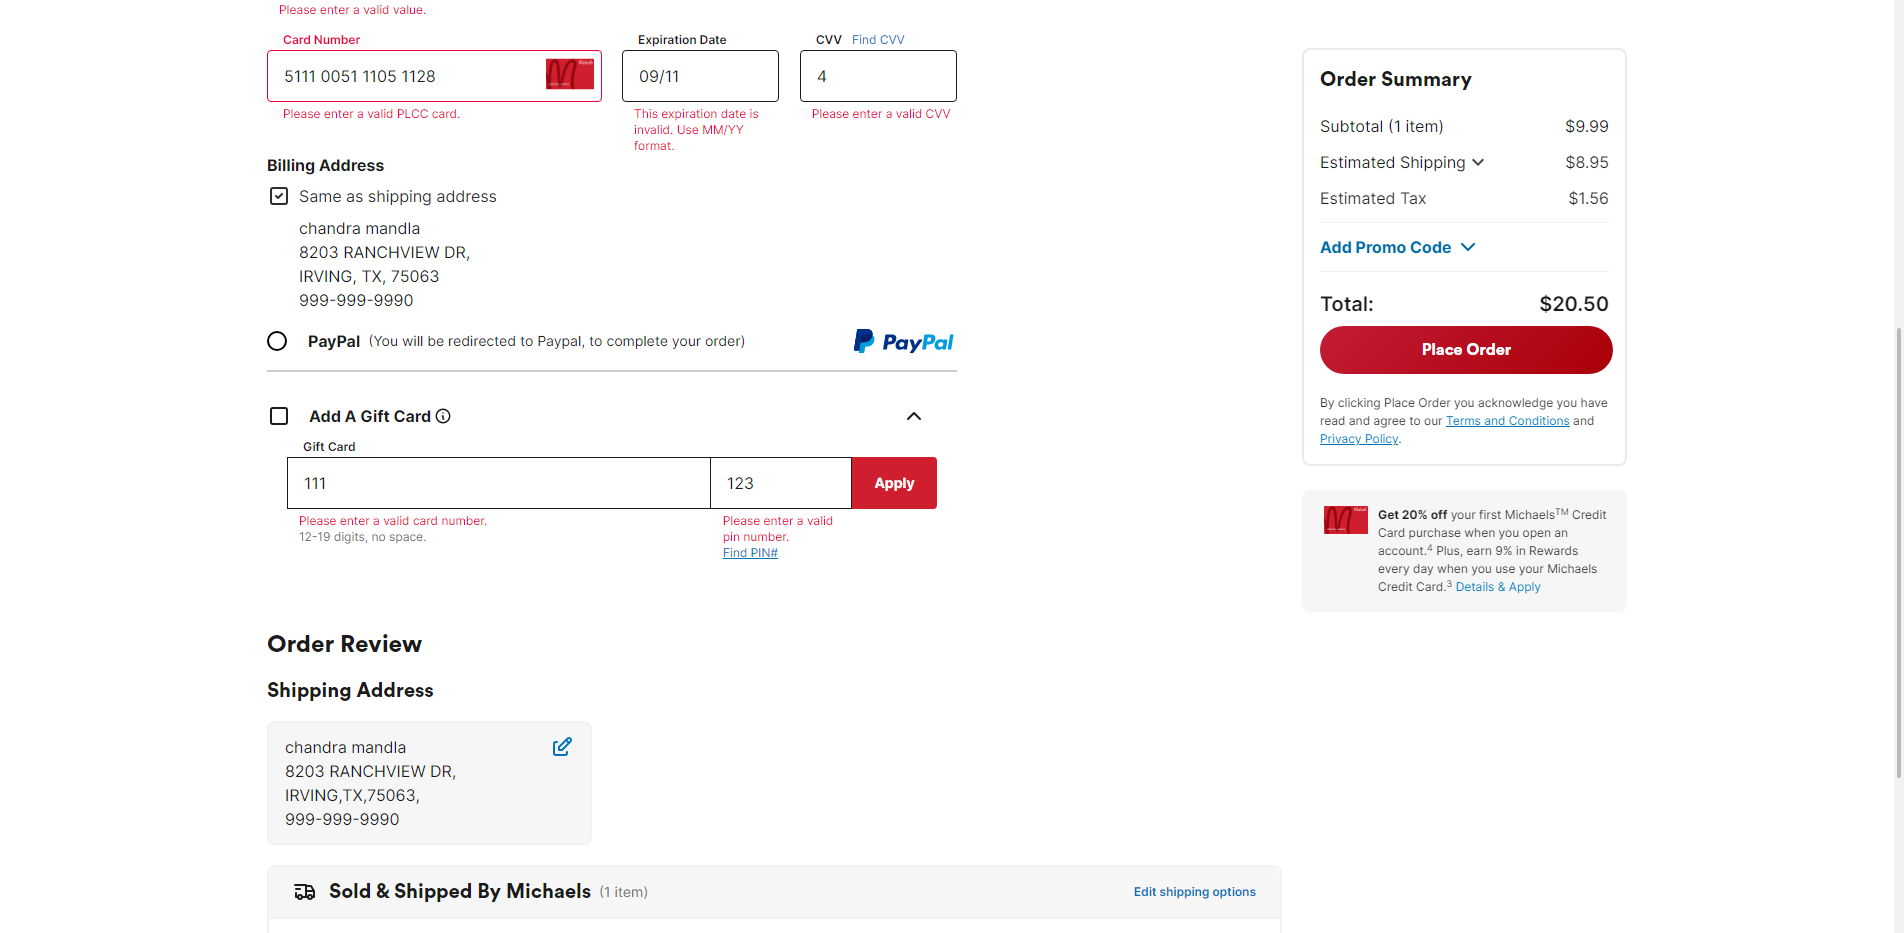 Please enter a valid value.
Card Number
Expiration Date
CVV Find CVV
5111 0051 1105 1128
09/11
4
Please enter a valid PLCC card.
This expiration date is
invalid. Use MM/YY
format.
Please enter a valid CVV
Billing Address
Same as shipping address
chandra mandla
8203 RANCHVIEW DR,
IRVING, TX, 75063
999-999-9990
PayPal (You will be redirected to Paypal, to complete your order)
PayPal
Add A Gift Card
Gift Card
111
123
Apply
Please enter a valid card number.
12-19 digits, no space.
Please enter a valid
pin number.
Find PIN#
Order Review
Shipping Address
chandra mandla
8203 RANCHVIEW DR,
IRVING,TX,75063,
999-999-9990
Sold & Shipped By Michaels (1 item)
Edit shipping options
Order Summary
Subtotal (1 item) $9.99
Estimated Shipping $8.95
Estimated Tax $1.56
Add Promo Code
Total: $20.50
Place Order
By clicking Place Order you acknowledge you have
read and agree to our Terms and Conditions and
Privacy Policy.
Get 20% off your first Michaels™ Credit
Card purchase when you open an
account.⁴ Plus, earn 9% in Rewards
every day when you use your Michaels
Credit Card.³ Details & Apply